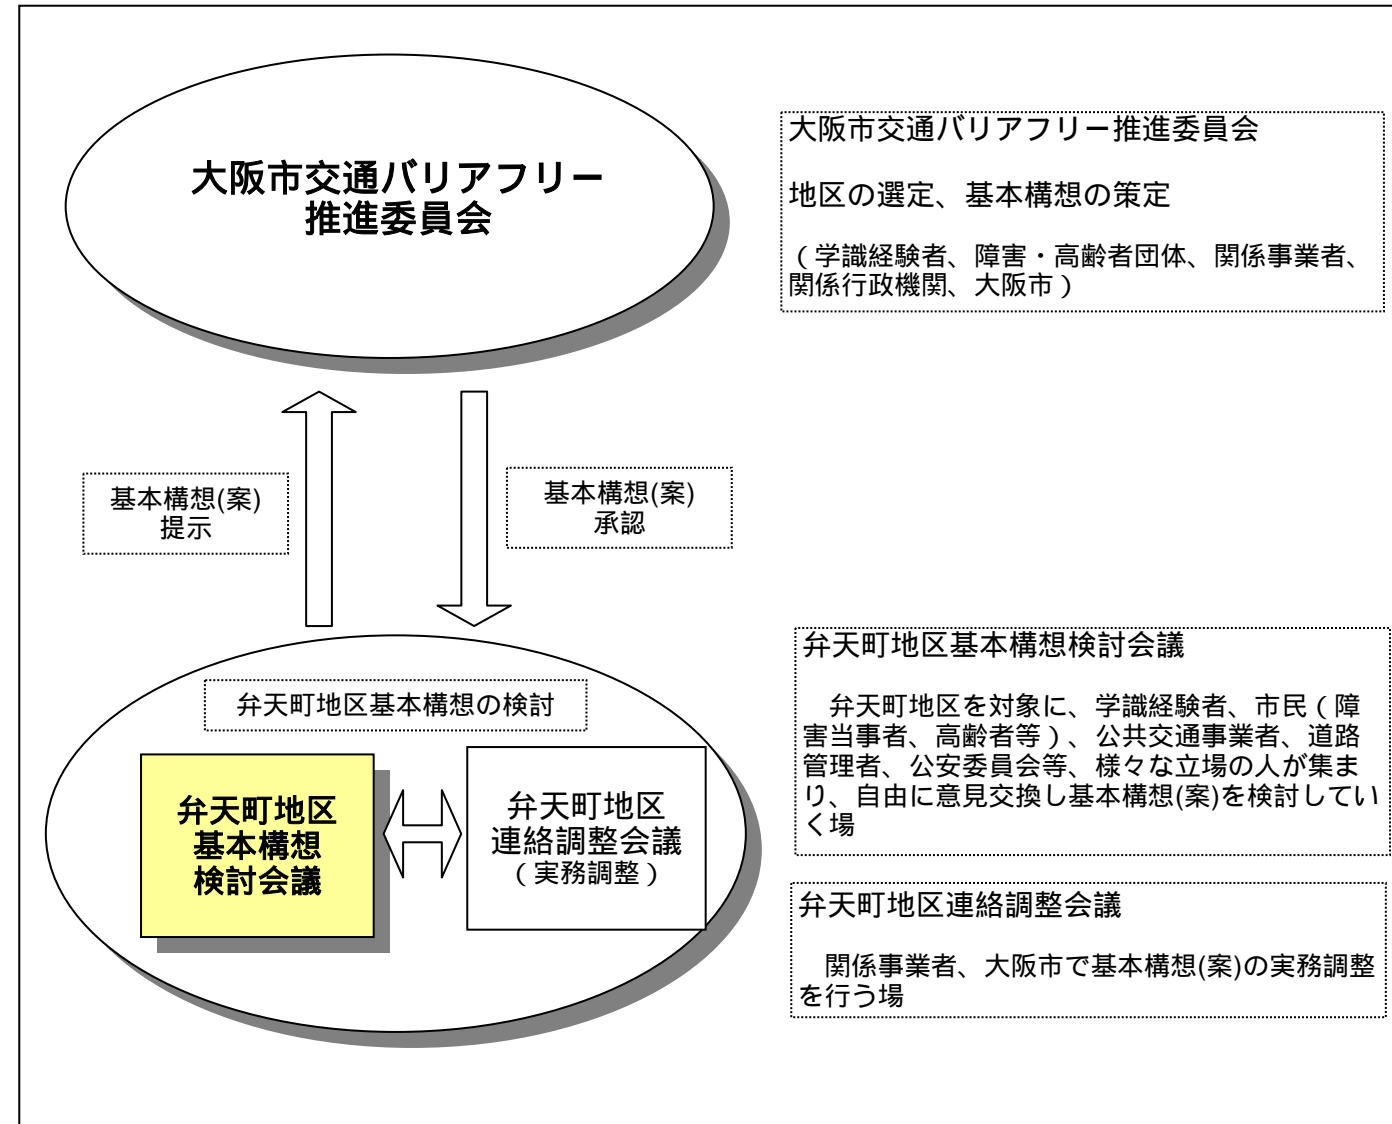 大阪市交通バリアフリー
推進委員会
大阪市交通バリアフリー推進委員会
地区の選定、基本構想の策定
（学識経験者、障害・高齢者団体、関係事業者、
関係行政機関、大阪市）
基本構想(案)
提示
基本構想(案)
承認
弁天町地区基本構想の検討
弁天町地区
基本構想
検討会議
弁天町地区
連絡調整会議
（実務調整）
弁天町地区基本構想検討会議
　弁天町地区を対象に、学識経験者、市民（障
害当事者、高齢者等）、公共交通事業者、道路
管理者、公安委員会等、様々な立場の人が集ま
り、自由に意見交換し基本構想(案)を検討してい
く場
弁天町地区連絡調整会議
　関係事業者、大阪市で基本構想(案)の実務調整
を行う場